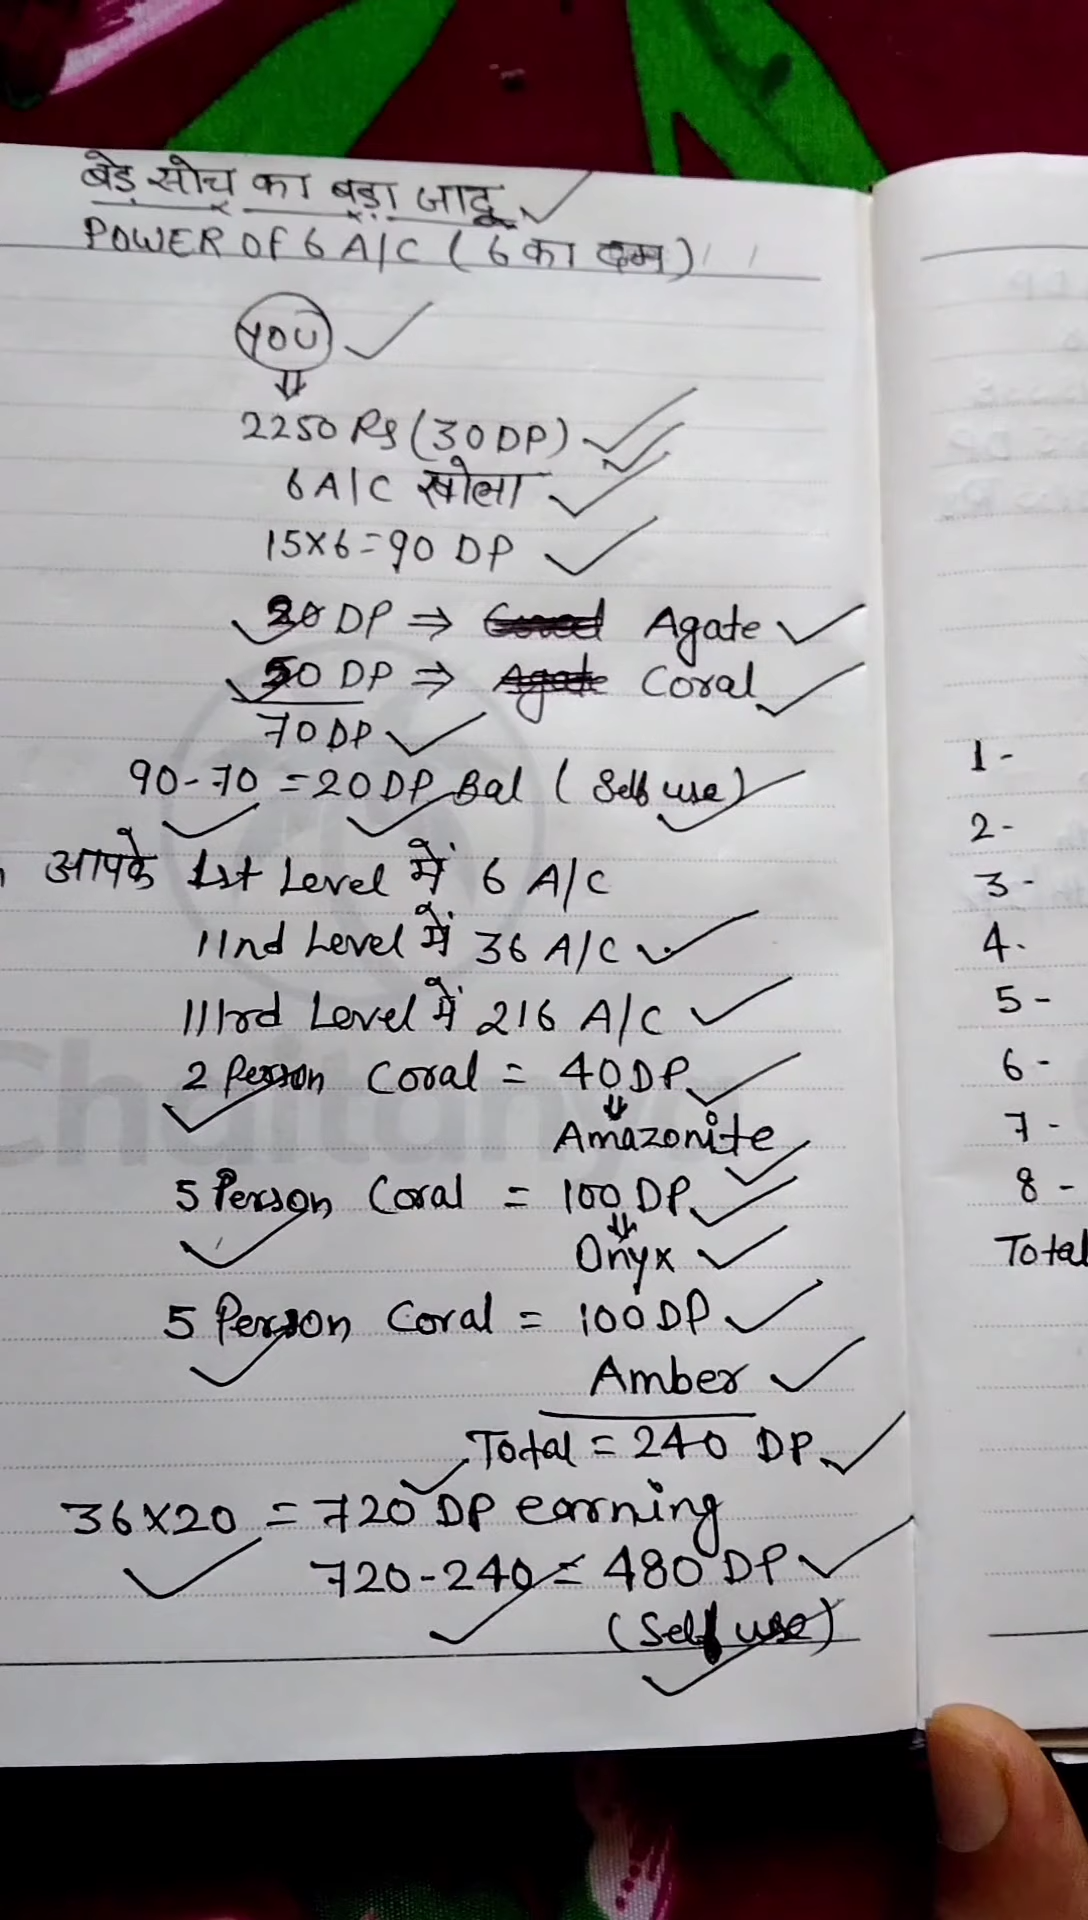 बड़े सोच का बड़ा जादू
POWER OF 6 A/C ( 6 का दम )
YOU
⇓
2250 Rs (30 DP)
6 A/C खोला
15×6=90 DP
20 DP ⇒ Agate
50 DP ⇒ Coral
70 DP
90-70 = 20 DP Bal ( Self use )
आपके 1st Level में 6 A/C
IInd Level में 36 A/C
IIIrd Level में 216 A/C
2 Person Coral = 40 DP
⇓
Amazonite
5 Person Coral = 100 DP
⇓
Onyx
5 Person Coral = 100 DP
Amber
Total = 240 DP
36×20 = 720 DP earning
720-240 = 480 DP
(Self use)
1-
2-
3-
4.
5-
6-
7-
8-
Total
Chaitanya